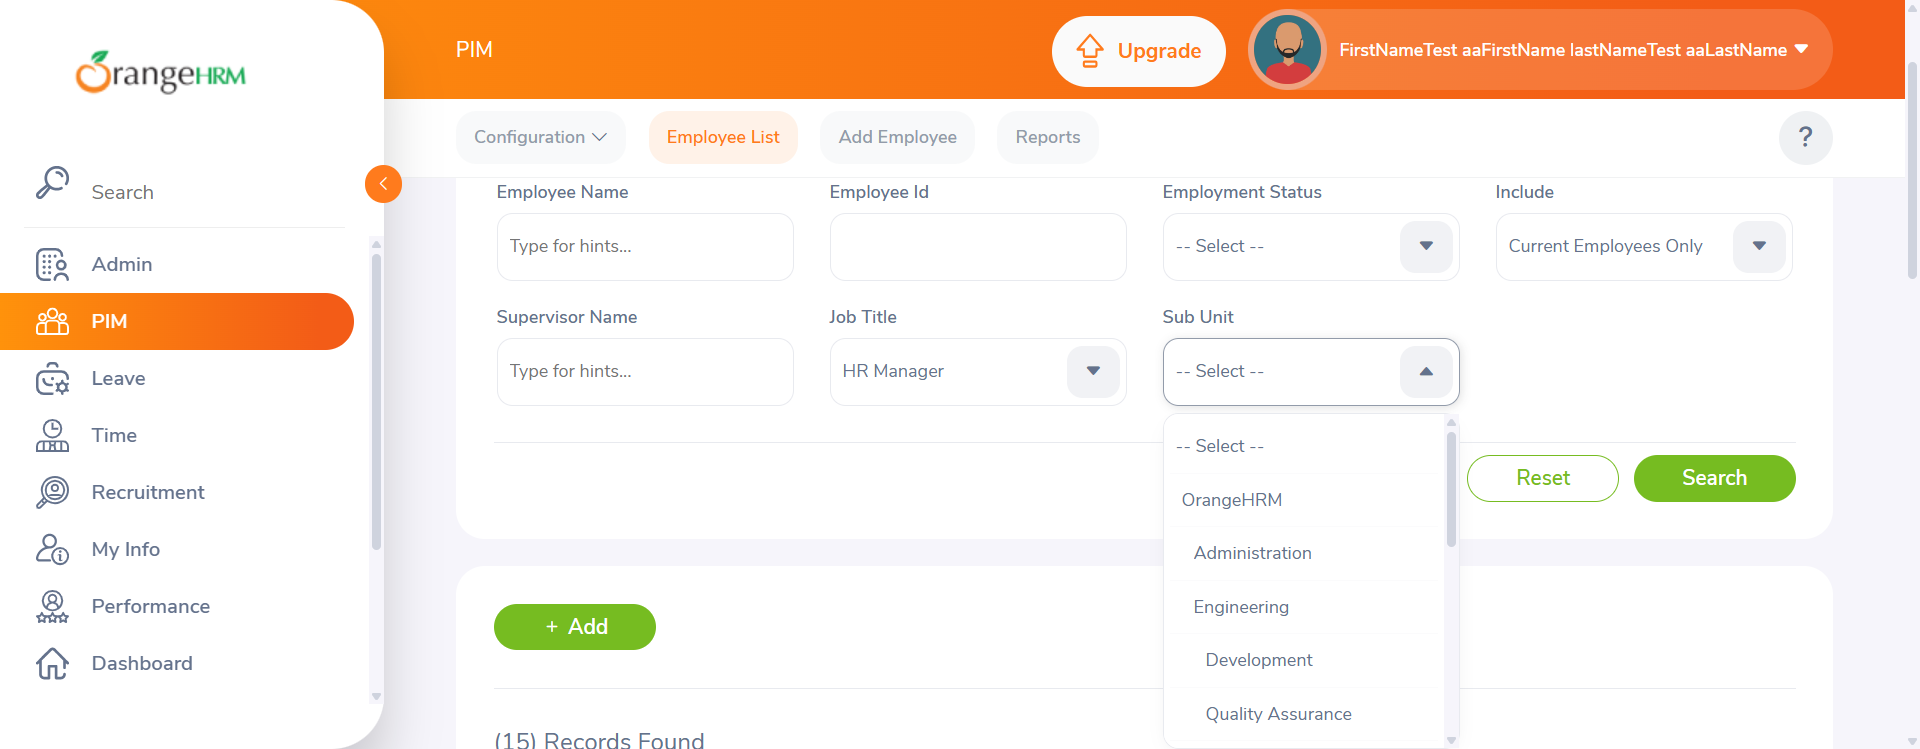 OrangeHRM
Search
Admin
PIM
Leave
Time
Recruitment
My Info
Performance
Dashboard
PIM
Upgrade
FirstNameTest aaFirstName lastNameTest aaLastName
Configuration
Employee List
Add Employee
Reports
?
Employee Name
Employee Id
Employment Status
Include
Type for hints...
-- Select --
Current Employees Only
Supervisor Name
Job Title
Sub Unit
Type for hints...
HR Manager
-- Select --
-- Select --
OrangeHRM
Administration
Engineering
Development
Quality Assurance
Reset
Search
+ Add
(15) Records Found